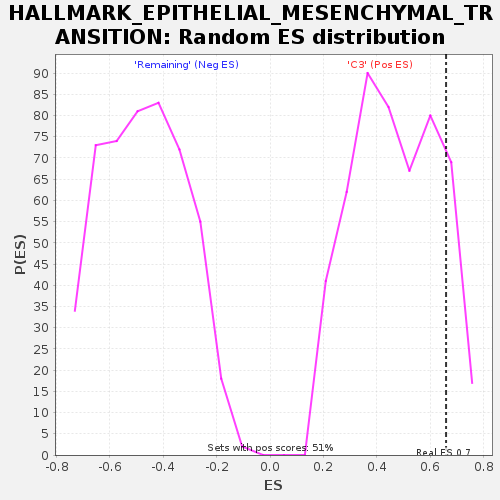 HALLMARK_EPITHELIAL_MESENCHYMAL_TR
ANSITION: Random ES distribution
'Remaining' (Neg ES)
'C3' (Pos ES)
90
85
80
75
70
65
60
55
50
45
40
35
30
25
20
15
10
5
0
P(ES)
Sets with pos scores: 51%
Real ES 0.7
-0.8 -0.6 -0.4 -0.2 0.0 0.2 0.4 0.6 0.8
ES